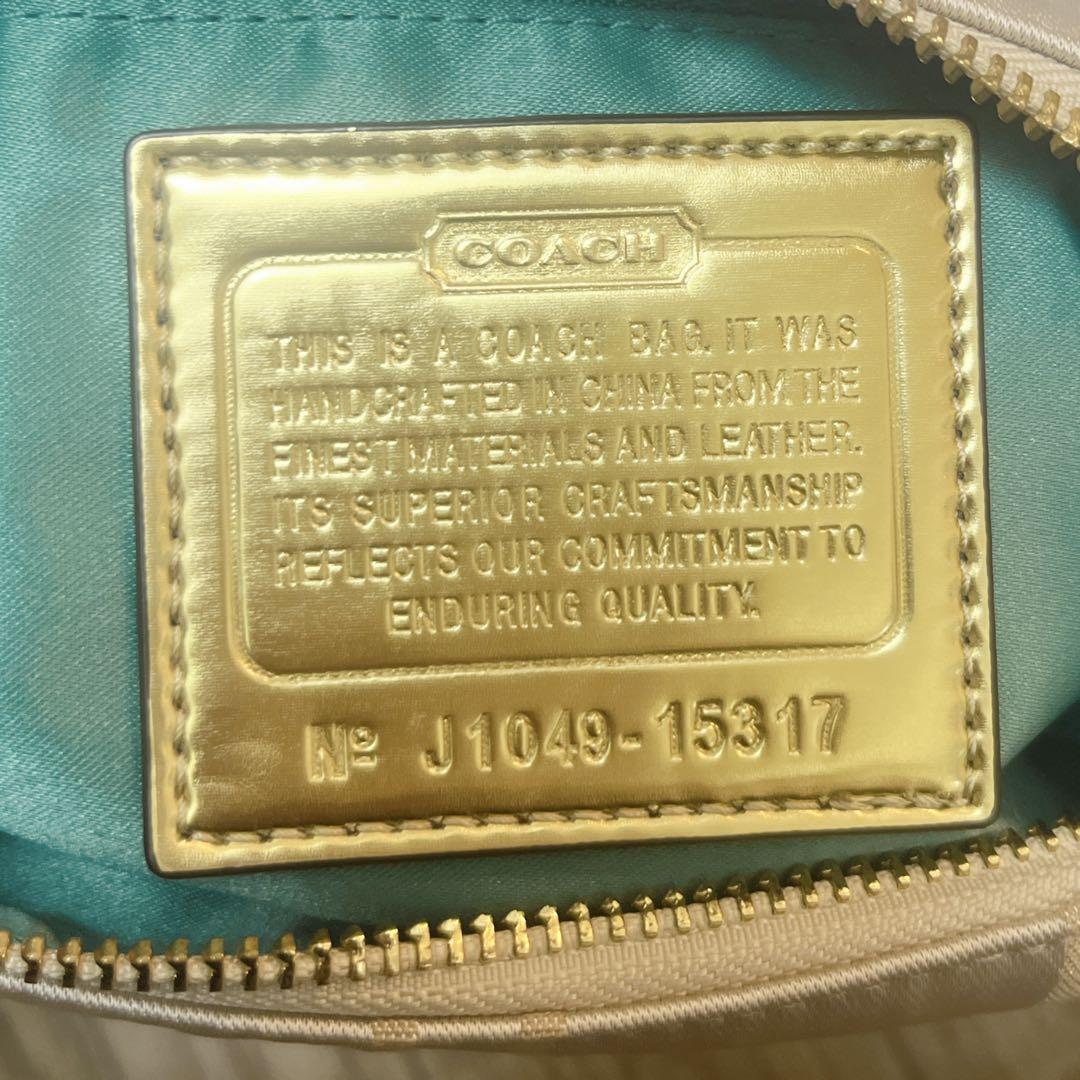 COACH
THIS IS A COACH BAG. IT WAS
HANDCRAFTED IN CHINA FROM THE
FINEST MATERIALS AND LEATHER.
ITS SUPERIOR CRAFTSMANSHIP
REFLECTS OUR COMMITMENT TO
ENDURING QUALITY.
Nº J1049-15317